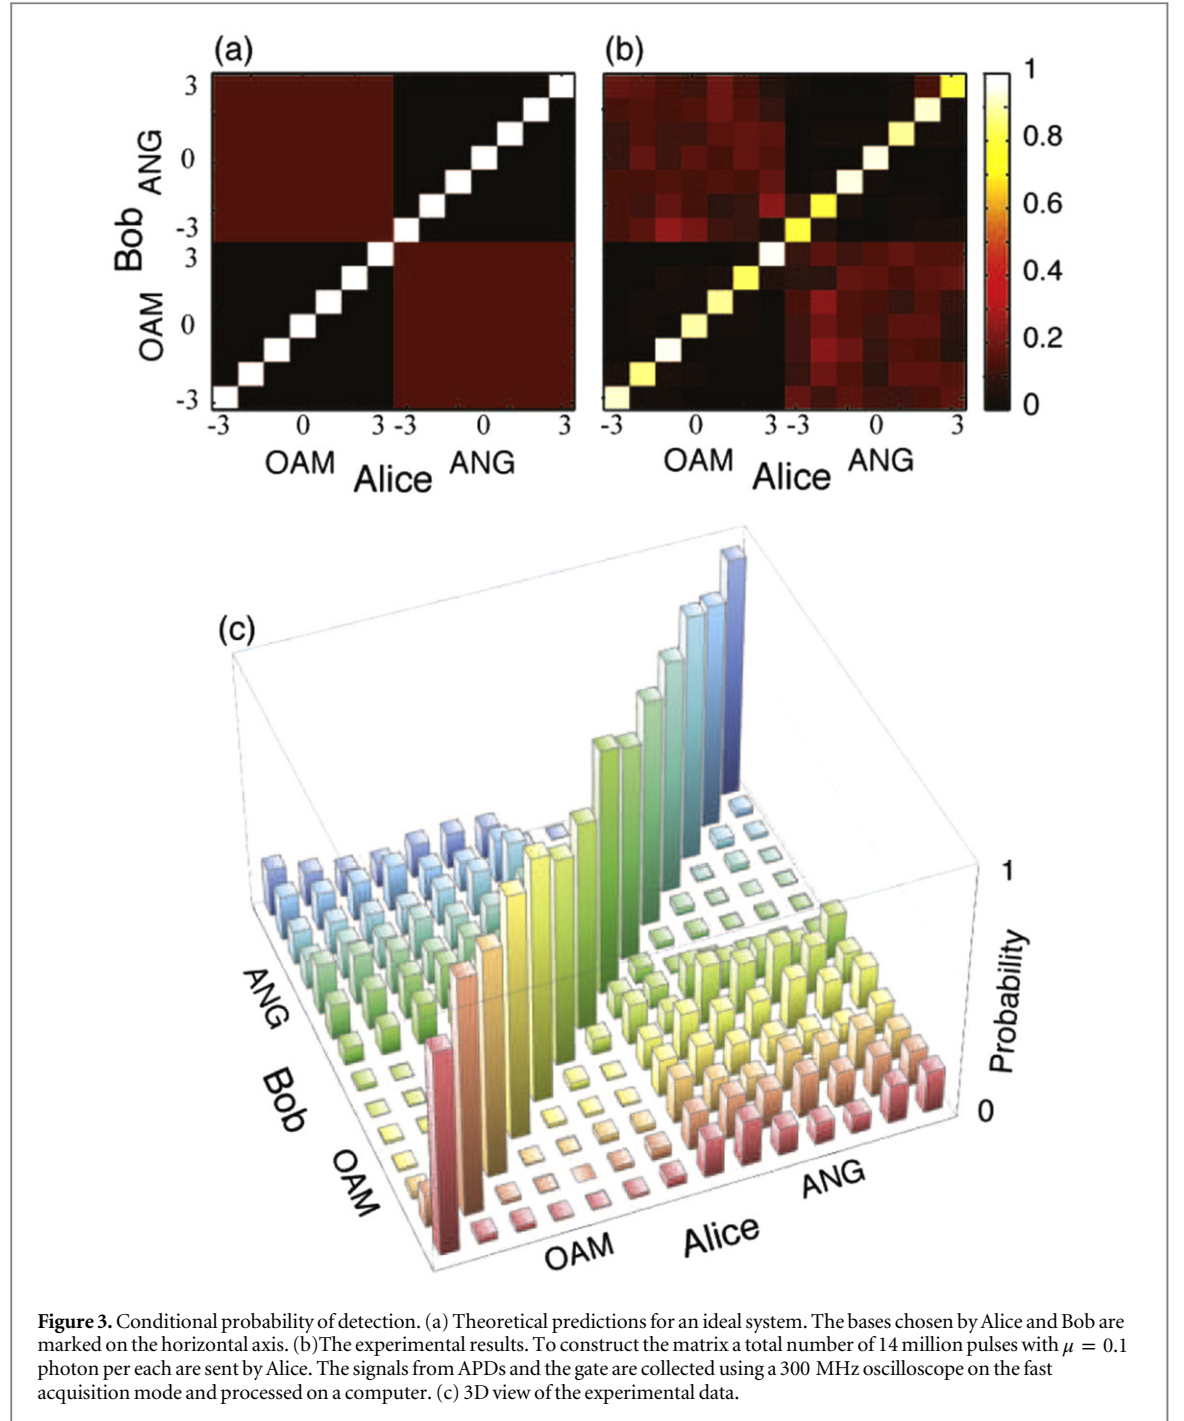 (a)
(b)
3
0
-3
3
0
-3
ANG
OAM
Bob
-3 0 3 -3 0 3
OAM ANG
Alice
-3 0 3 -3 0 3
OAM ANG
Alice
1
0.8
0.6
0.4
0.2
0
(c)
1
Probability
0
ANG
Bob
OAM
OAM
Alice
ANG
Figure 3. Conditional probability of detection. (a) Theoretical predictions for an ideal system. The bases chosen by Alice and Bob are
marked on the horizontal axis. (b)The experimental results. To construct the matrix a total number of 14 million pulses with μ = 0.1
photon per each are sent by Alice. The signals from APDs and the gate are collected using a 300 MHz oscilloscope on the fast
acquisition mode and processed on a computer. (c) 3D view of the experimental data.